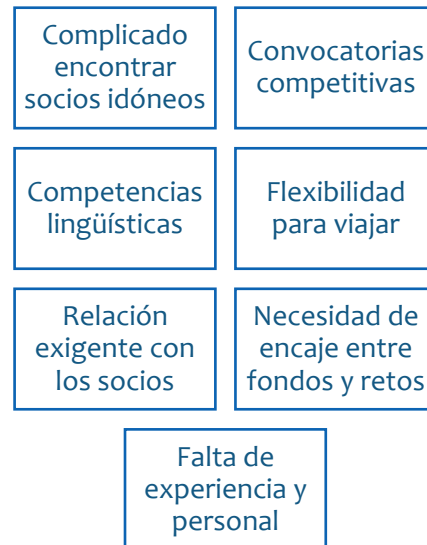 Complicado
encontrar
socios idóneos
Convocatorias
competitivas
Competencias
lingüísticas
Flexibilidad
para viajar
Relación
exigente con
los socios
Necesidad de
encaje entre
fondos y retos
Falta de
experiencia y
personal